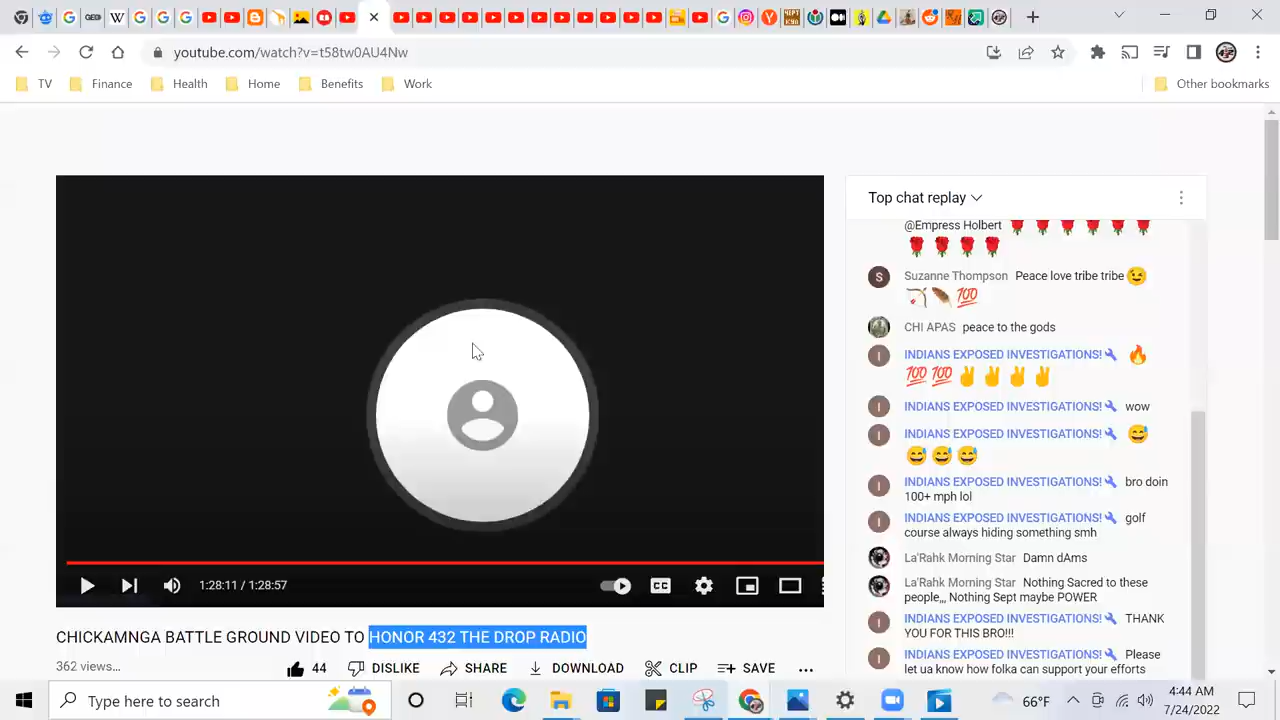 youtube.com/watch?v=t58tw0AU4Nw
TV
Finance
Health
Home
Benefits
Work
Other bookmarks
Top chat replay
@Empress Holbert
Suzanne Thompson Peace love tribe tribe
CHI APAS peace to the gods
INDIANS EXPOSED INVESTIGATIONS!
INDIANS EXPOSED INVESTIGATIONS! wow
INDIANS EXPOSED INVESTIGATIONS!
INDIANS EXPOSED INVESTIGATIONS! bro doin
100+ mph lol
INDIANS EXPOSED INVESTIGATIONS! golf
course always hiding something smh
La'Rahk Morning Star Damn dAms
La'Rahk Morning Star Nothing Sacred to these
people,,, Nothing Sept maybe POWER
INDIANS EXPOSED INVESTIGATIONS! THANK
YOU FOR THIS BRO!!!
INDIANS EXPOSED INVESTIGATIONS! Please
let ua know how folka can support your efforts
1:28:11 / 1:28:57
CC
CHICKAMNGA BATTLE GROUND VIDEO TO HONOR 432 THE DROP RADIO
362 views...
44
DISLIKE
SHARE
DOWNLOAD
CLIP
SAVE
Type here to search
66°F
4:44 AM
7/24/2022